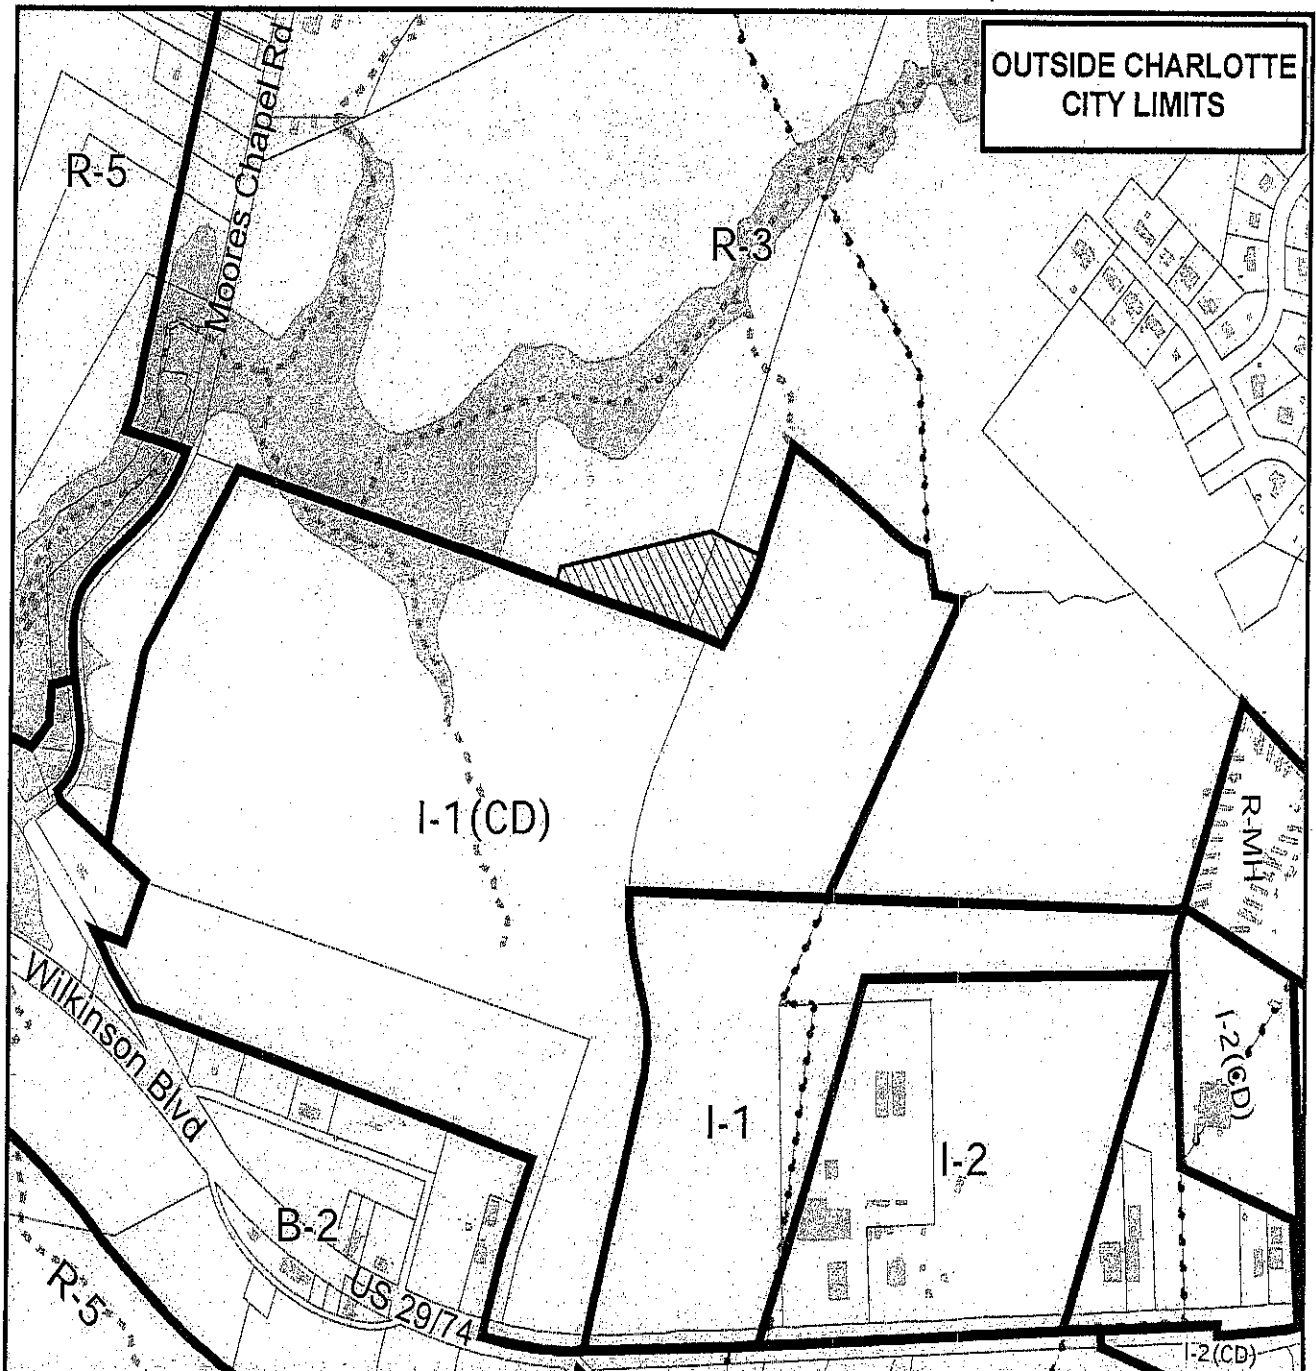 OUTSIDE CHARLOTTE
CITY LIMITS
Moores Chapel Rd
R-5
R-3
I-1(CD)
R-MH
Wilkinson Blvd
I-2(CD)
I-1
I-2
B-2
R-5
US 29/74
I-2(CD)